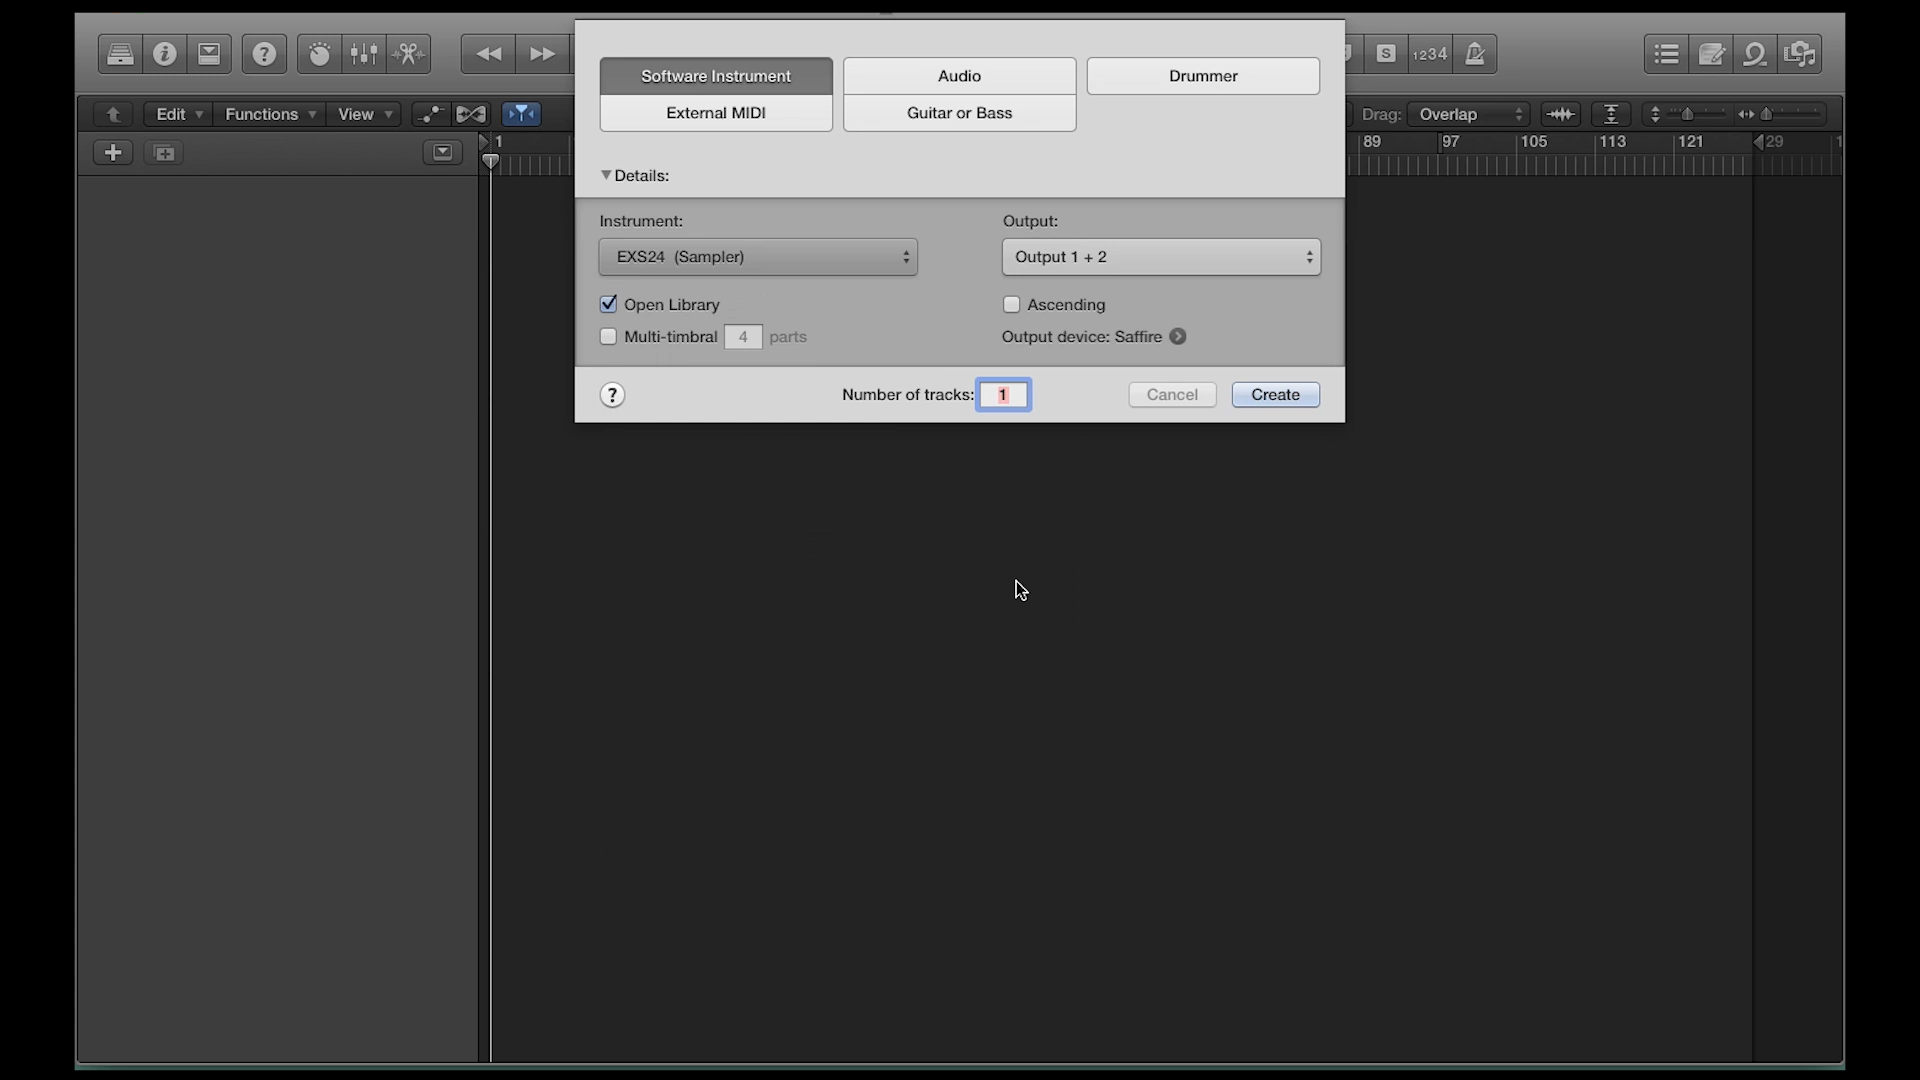 S 1234
Software Instrument Audio Drummer
External MIDI Guitar or Bass
Edit Functions View Drag: Overlap
1 89 97 105 113 121 29 1
Details:
Instrument: Output:
EXS24 (Sampler) Output 1 + 2
Open Library Ascending
Multi-timbral 4 parts Output device: Saffire
? Number of tracks: 1 Cancel Create